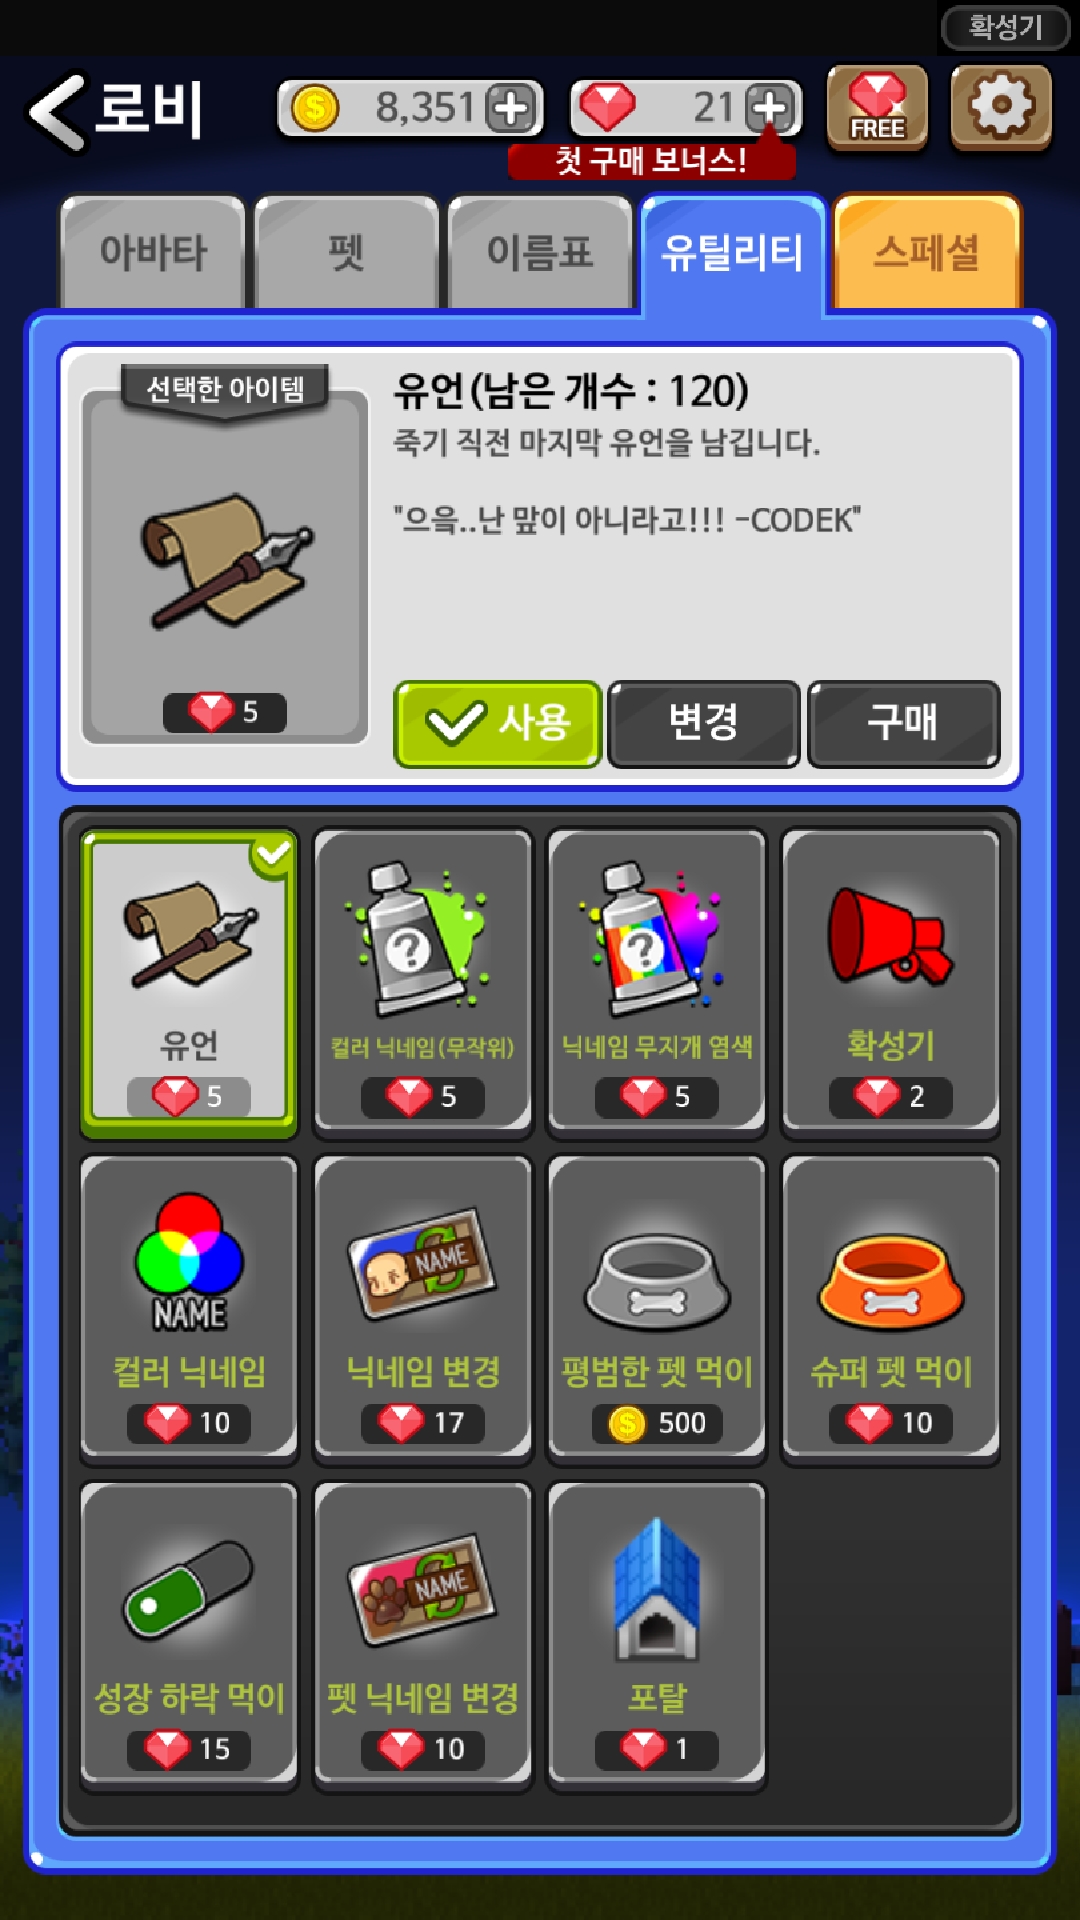 확성기
로비
8,351
21
FREE
첫 구매 보너스!
아바타
펫
이름표
유틸리티
스페셜
선택한 아이템
유언(남은 개수 : 120)
죽기 직전 마지막 유언을 남깁니다.
"으읔..난 맢이 아니라고!!! -CODEK"
5
사용
변경
구매
유언
5
컬러 닉네임(무작위)
5
닉네임 무지개 염색
5
확성기
2
NAME
컬러 닉네임
10
NAME
닉네임 변경
17
평범한 펫 먹이
500
슈퍼 펫 먹이
10
성장 하락 먹이
15
NAME
펫 닉네임 변경
10
포탈
1